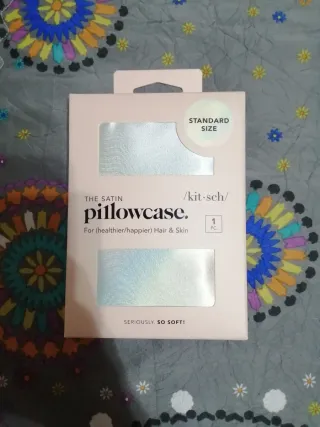 STANDARD
SIZE
THE SATIN
/kit·sch/
pillowcase.
For (healthier/happier) Hair & Skin
1
PC.
SERIOUSLY. SO SOFT!